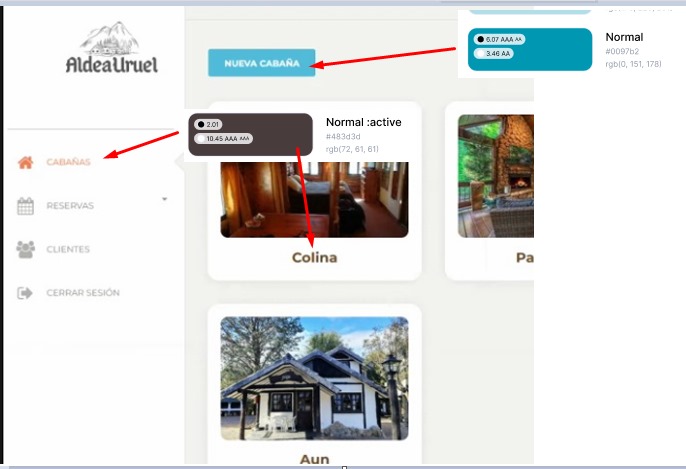 AldeaUruel
NUEVA CABAÑA
6.07 AAA AA
3.46 AA
Normal
#0097b2
rgb(0, 151, 178)
2.01
10.45 AAA AAA
Normal :active
#483d3d
rgb(72, 61, 61)
CABAÑAS
RESERVAS
CLIENTES
CERRAR SESIÓN
Colina
Pa
Aun